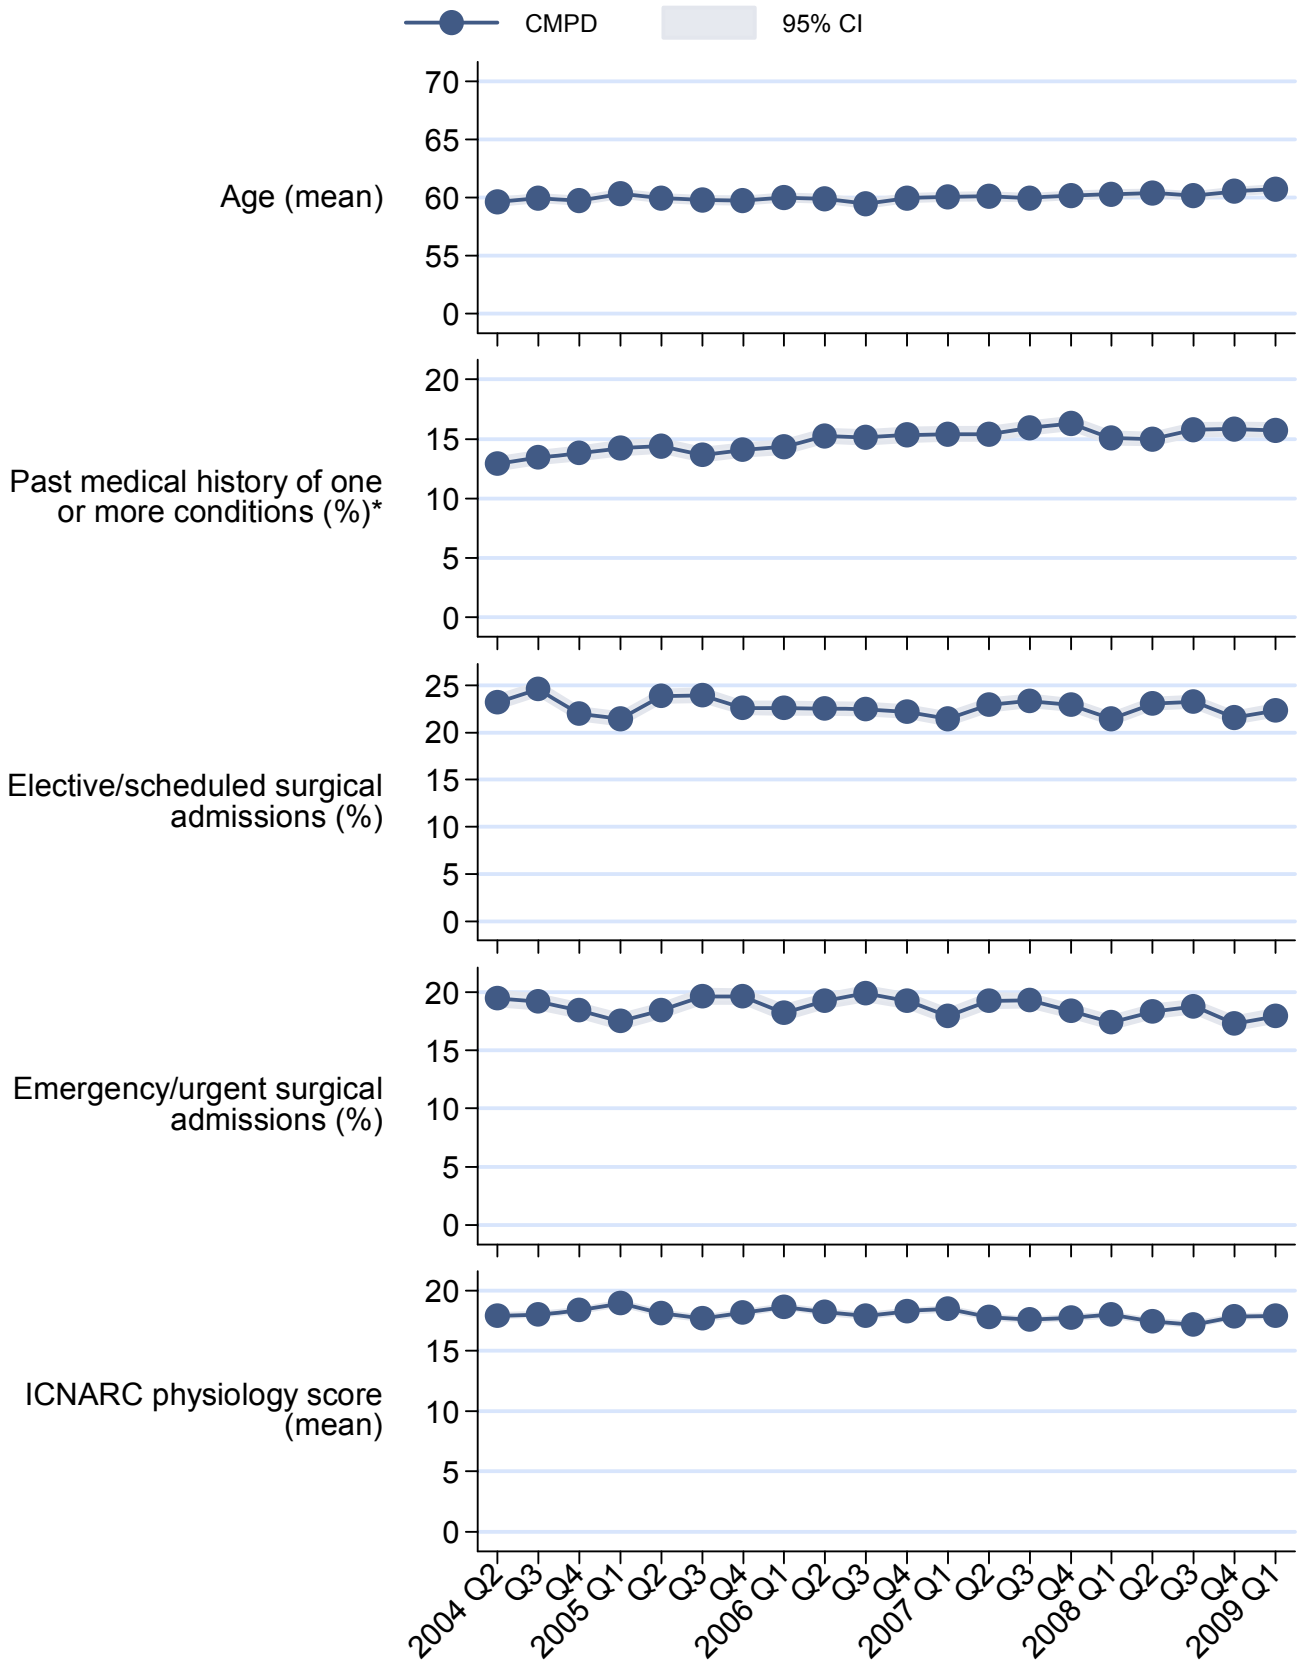 CMPD 95% CI
70
65
60
55
0
Age (mean)
20
15
10
5
0
Past medical history of one
or more conditions (%)*
25
20
15
10
5
0
Elective/scheduled surgical
admissions (%)
20
15
10
5
0
Emergency/urgent surgical
admissions (%)
20
15
10
5
0
ICNARC physiology score
(mean)
2004 Q2
Q3
Q4
2005 Q1
Q2
Q3
Q4
2006 Q1
Q2
Q3
Q4
2007 Q1
Q2
Q3
Q4
2008 Q1
Q2
Q3
Q4
2009 Q1